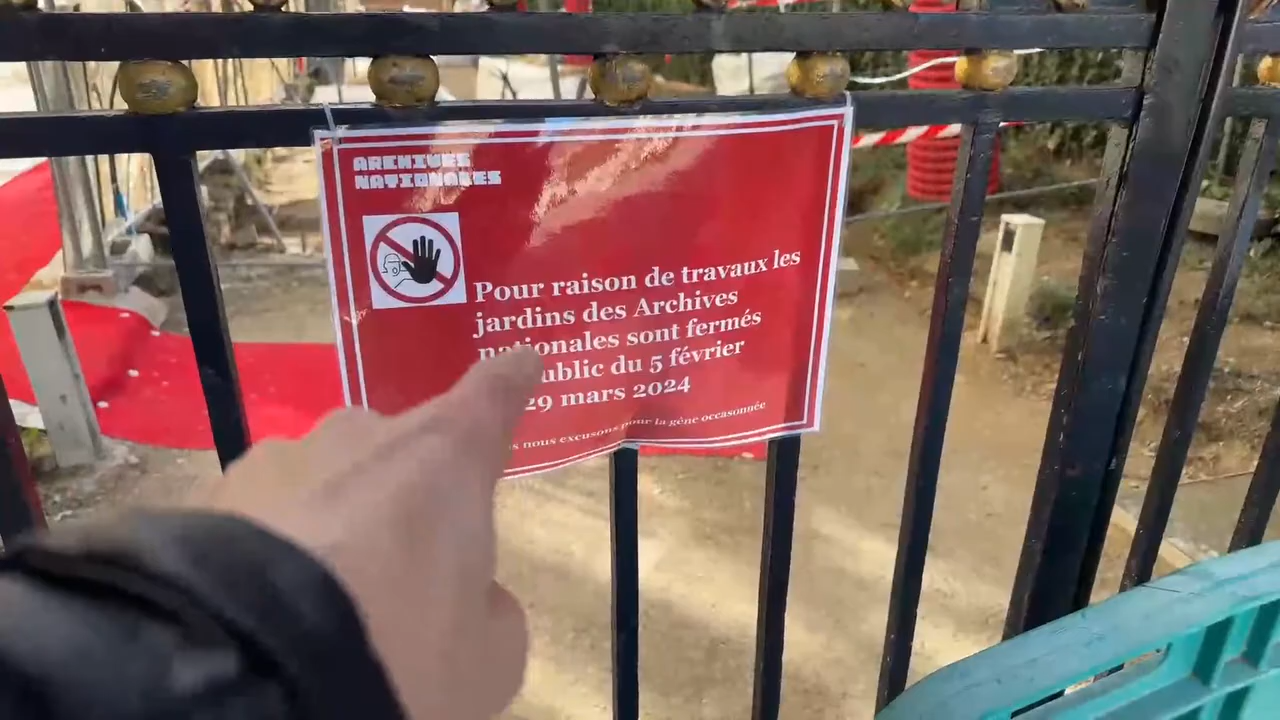 ARCHIVES
NATIONALES
Pour raison de travaux les
jardins des Archives
nationales sont fermés
public du 5 février
29 mars 2024
nous excusons pour la gêne occasonnée